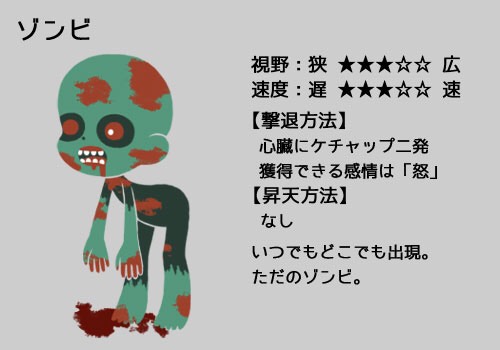 ゾンビ
視野：狭 ★★★☆☆ 広
速度：遅 ★★★☆☆ 速
【撃退方法】
心臓にケチャップ二発
獲得できる感情は「怒」
【昇天方法】
なし
いつでもどこでも出現。
ただのゾンビ。